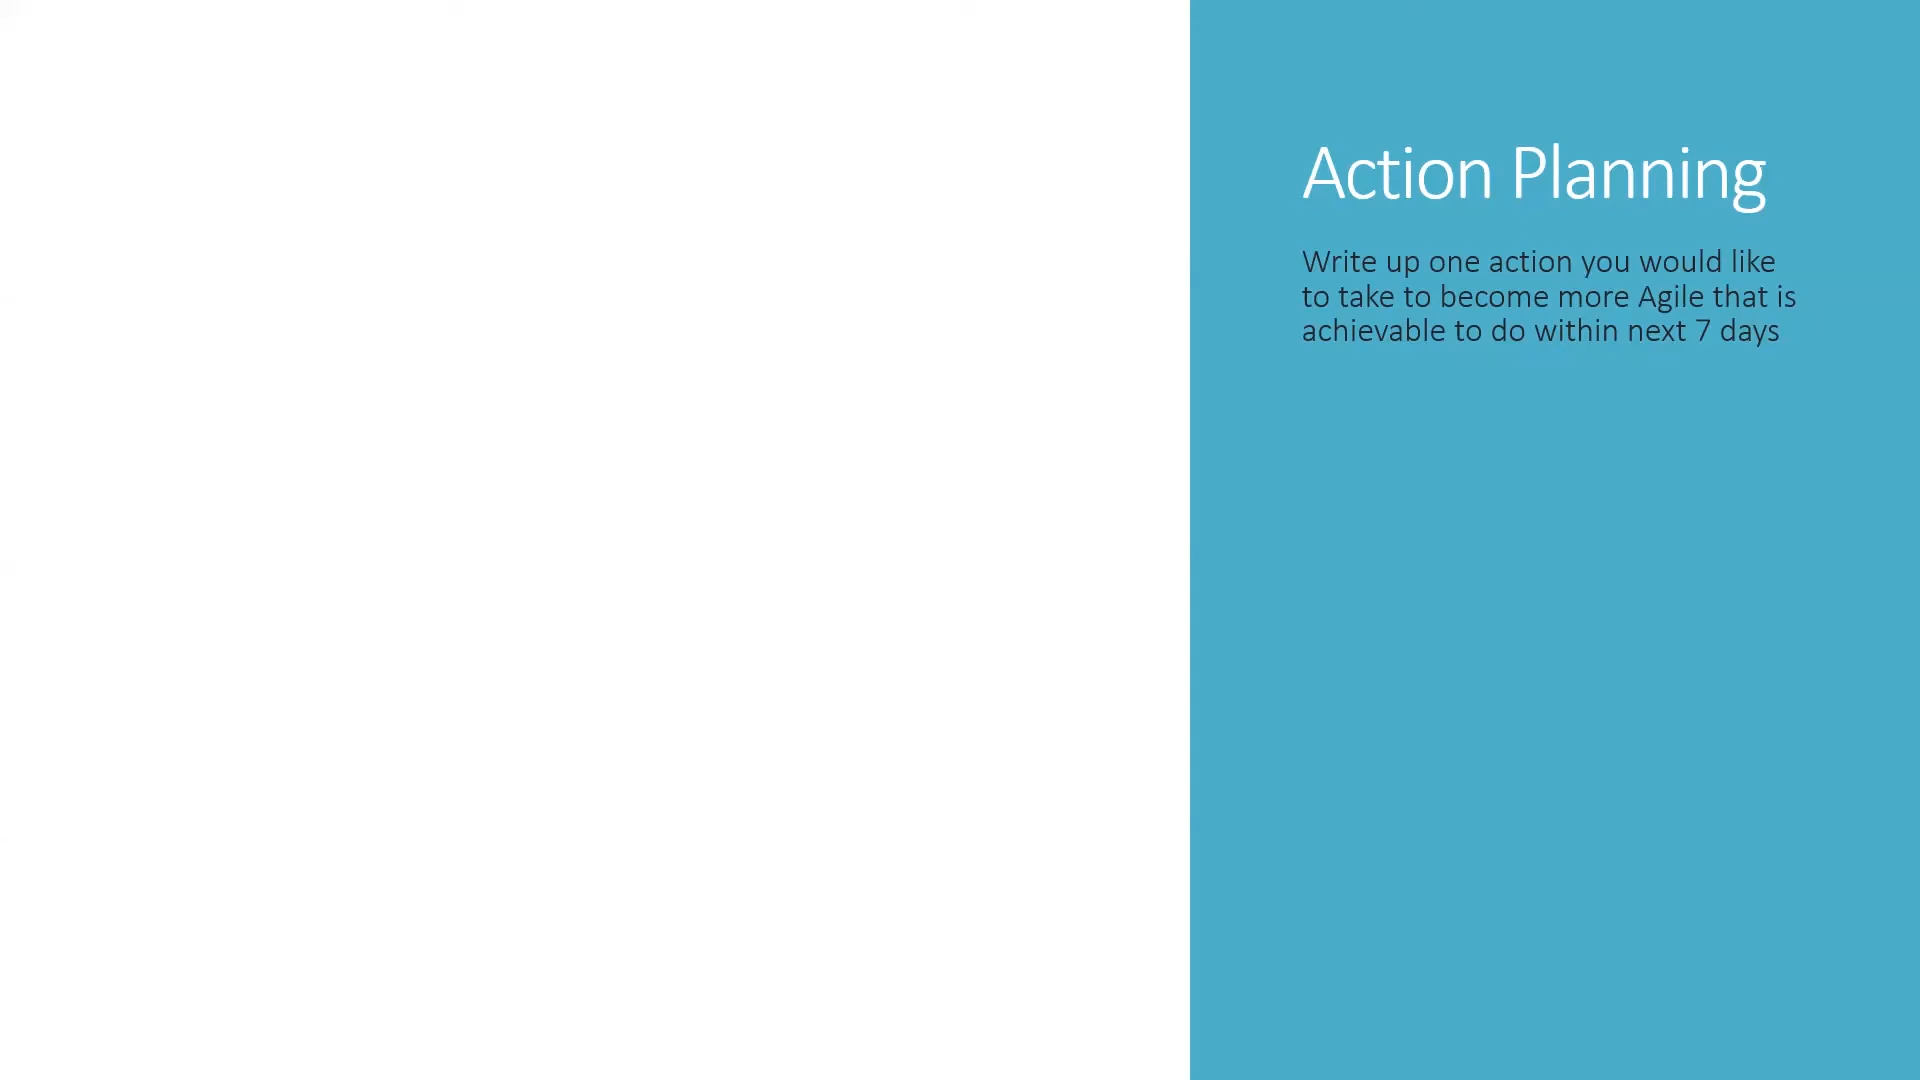 Action Planning
Write up one action you would like
to take to become more Agile that is
achievable to do within next 7 days